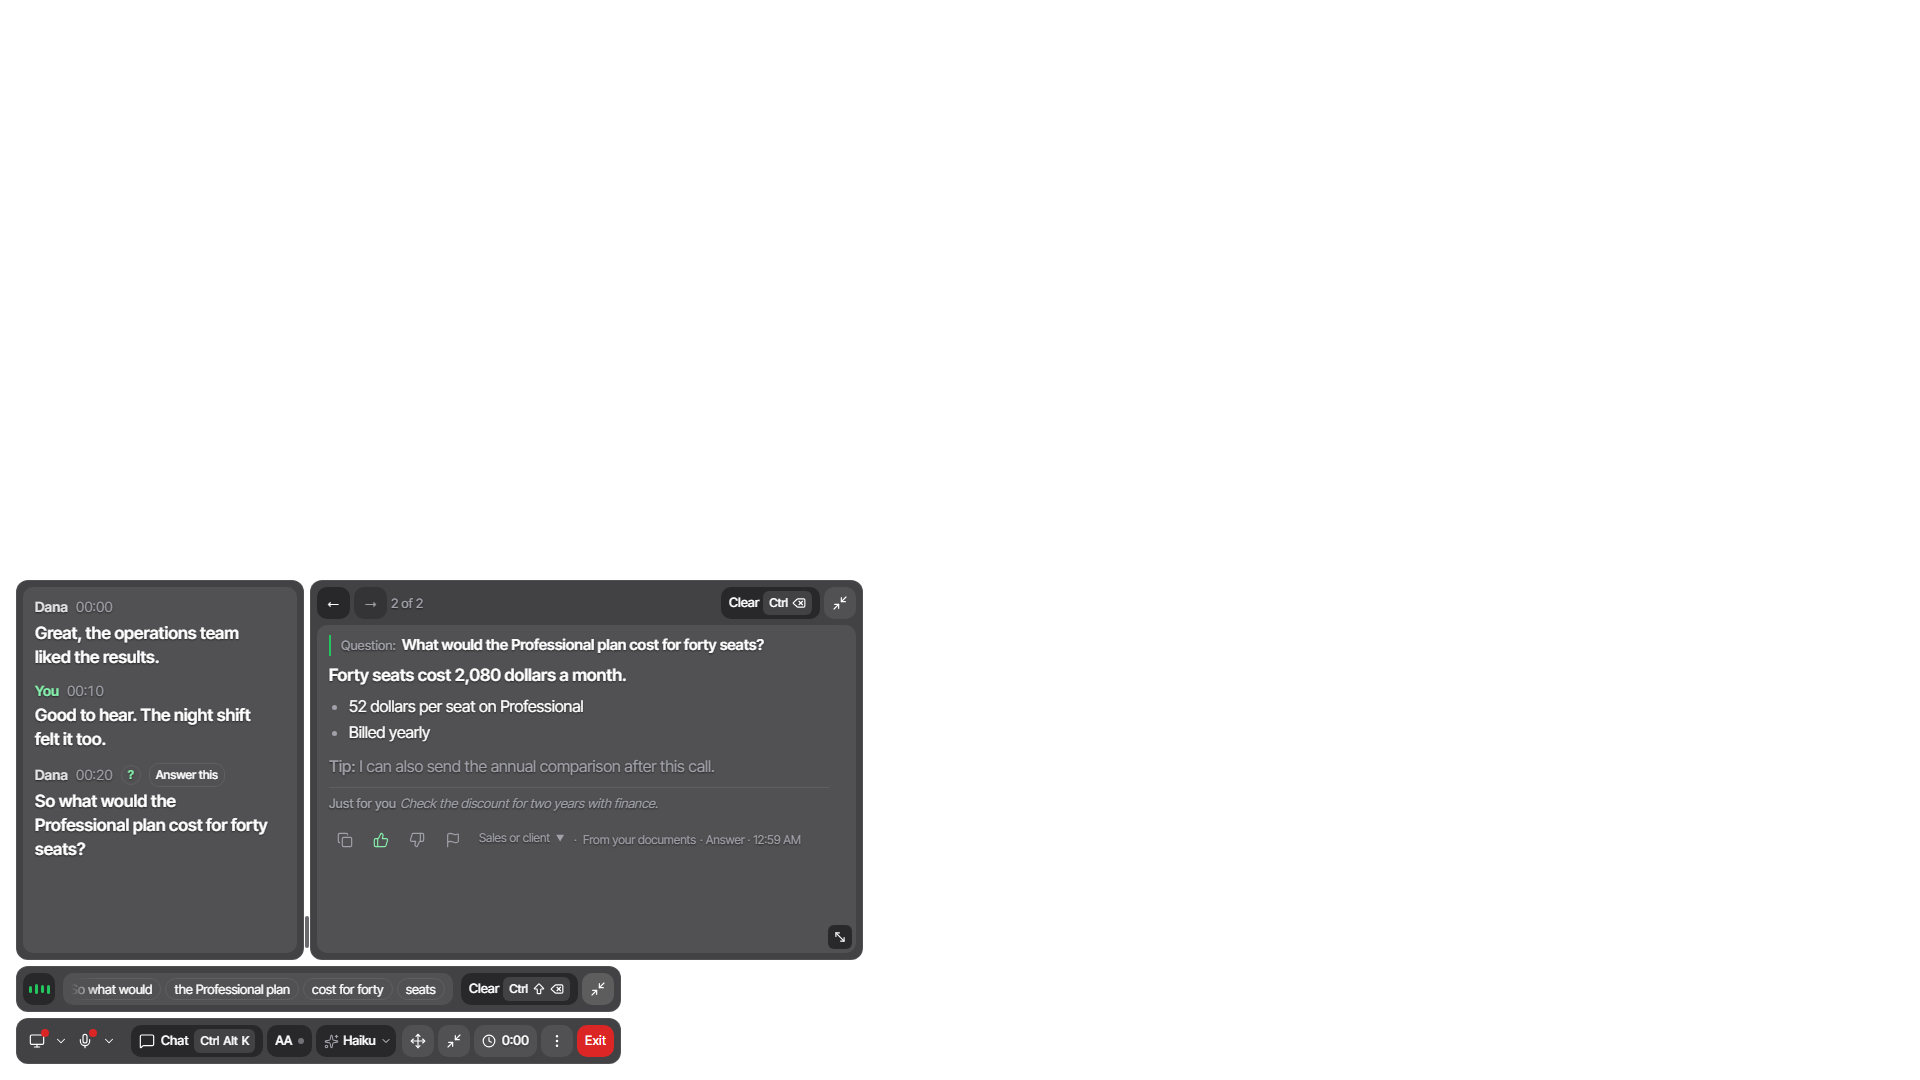 Dana 00:00
Great, the operations team
liked the results.
You 00:10
Good to hear. The night shift
felt it too.
Dana 00:20 ? Answer this
So what would the
Professional plan cost for forty
seats?
← → 2 of 2 Clear Ctrl
Question: What would the Professional plan cost for forty seats?
Forty seats cost 2,080 dollars a month.
• 52 dollars per seat on Professional
• Billed yearly
Tip: I can also send the annual comparison after this call.
Just for you Check the discount for two years with finance.
Sales or client ▼ · From your documents · Answer · 12:59 AM
So what would the Professional plan cost for forty seats Clear Ctrl
Chat Ctrl Alt K AA Haiku 0:00 Exit